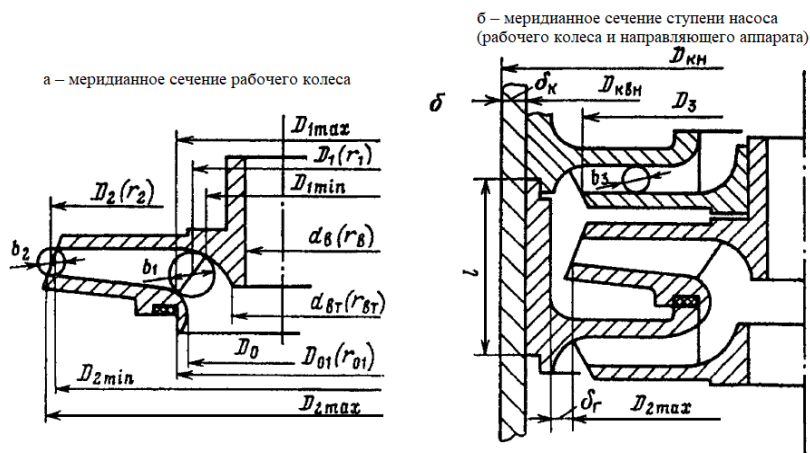 б – меридианное сечение ступени насоса
(рабочего колеса и направляющего аппарата)
а – меридианное сечение рабочего колеса
D1max
D1(r1)
D1min
D2(r2)
b2
b1
dв(rв)
dвт(rвт)
D0
D01(r01)
D2min
D2max
б
Dкн
δк
Dквн
D3
b3
l
δг
D2max